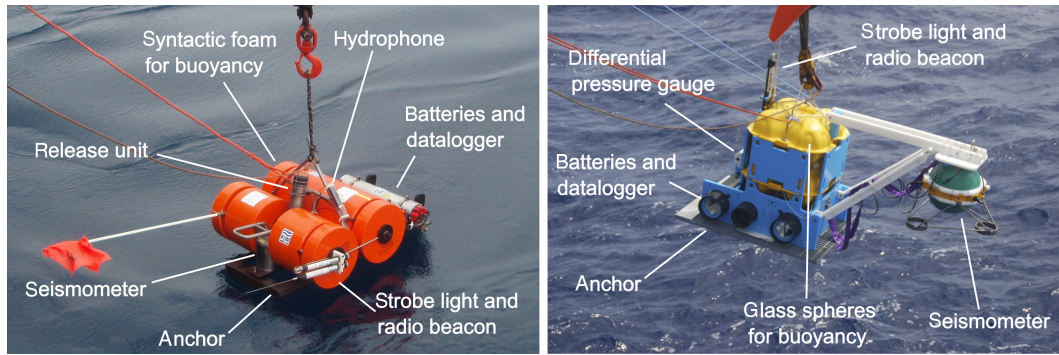 Syntactic foam
for buoyancy
Hydrophone
Batteries and
datalogger
Release unit
Seismometer
Anchor
Strobe light and
radio beacon
Strobe light and
radio beacon
Differential
pressure gauge
Batteries and
datalogger
Anchor
Glass spheres
for buoyancy
Seismometer